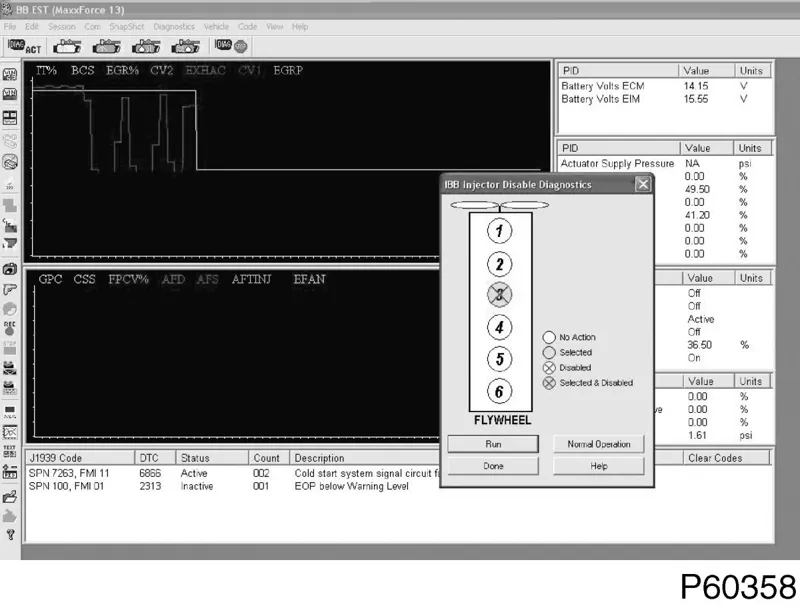 BB.EST (MaxxForce 13)
File Edit Session Com SnapShot Diagnostics Vehicle Code View Help
DIAG ACT DIAG
IT% BCS EGR% CV2 EXHAC CV1 EGRP
PID Value Units
Battery Volts ECM 14.15 V
Battery Volts EIM 15.55 V
PID Value Units
Actuator Supply Pressure NA psi
0.00 %
49.50 %
0.00 %
41.20 %
0.00 %
0.00 %
0.00 %
IBB Injector Disable Diagnostics
1
2
3
4
5
6
FLYWHEEL
No Action
Selected
Disabled
Selected & Disabled
Run Normal Operation
Done Help
GPC CSS FPCV% AFD AFS AFTINJ EFAN
Value Units
Off
Off
Active
Off
36.50 %
On
Value Units
0.00 %
0.00 %
0.00 %
1.61 psi
J1939 Code DTC Status Count Description Clear Codes
SPN 7263, FMI 11 6866 Active 002 Cold start system signal circuit
SPN 100, FMI 01 2313 Inactive 001 EOP below Warning Level
REC
STOP
TEXT
P60358